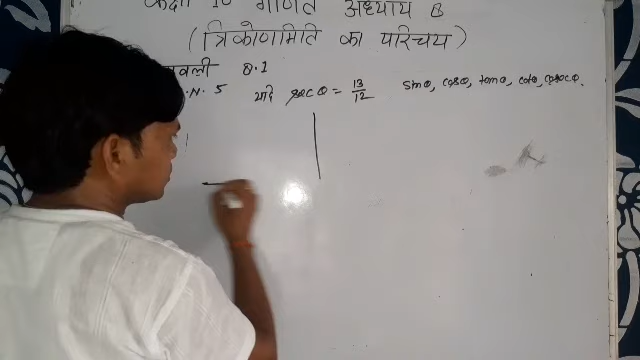 कक्षा 10 गणित अध्याय 8
(त्रिकोणमिति का परिचय)
वली 8.1
.N. 5 यदि sec θ = 13/12 sinθ, cosθ, tanθ, cotθ, cosecθ.